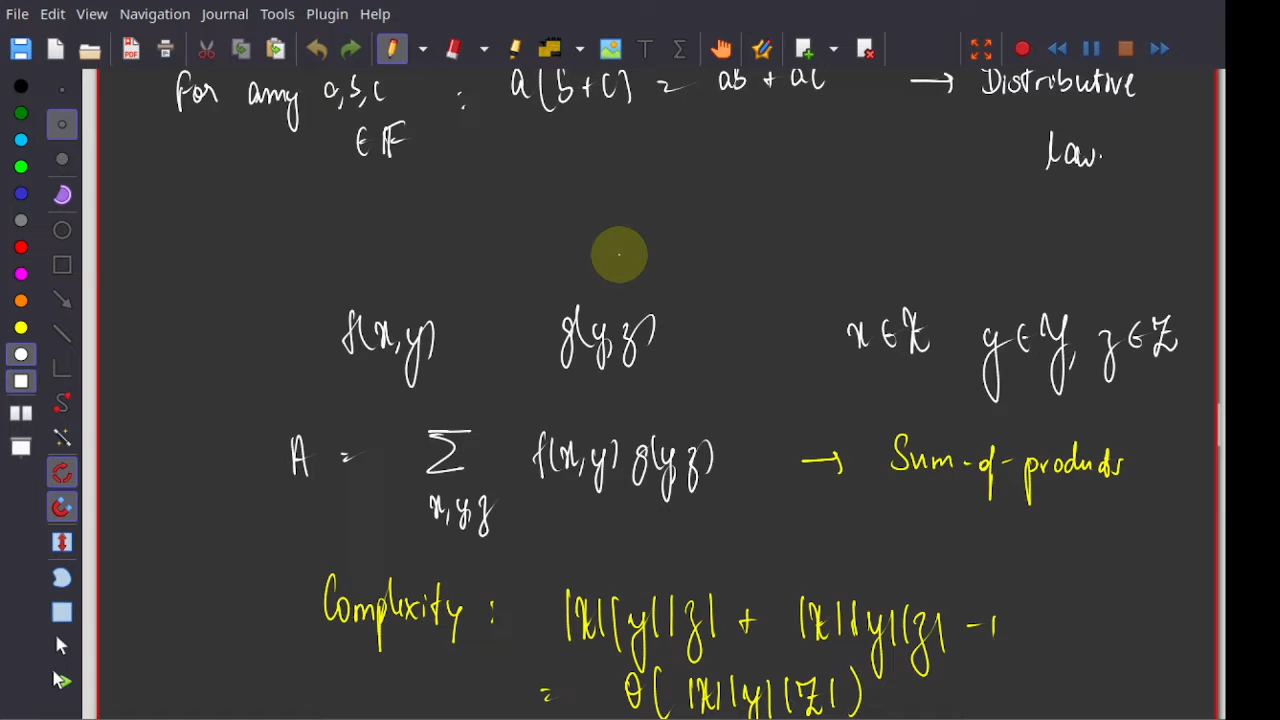 File Edit View Navigation Journal Tools Plugin Help
For any a, b, c ∈ 𝔽 : a(b+c) = ab + ac → Distributive law.
f(x,y) g(y,z) x ∈ 𝒳 y ∈ 𝒴, z ∈ 𝒵
A = Σ_{x,y,z} f(x,y) g(y,z) → Sum-of-products
Complexity: |𝒳||𝒴||𝒵| + |𝒳||𝒴||𝒵| - 1
= θ(|𝒳||𝒴||𝒵|)